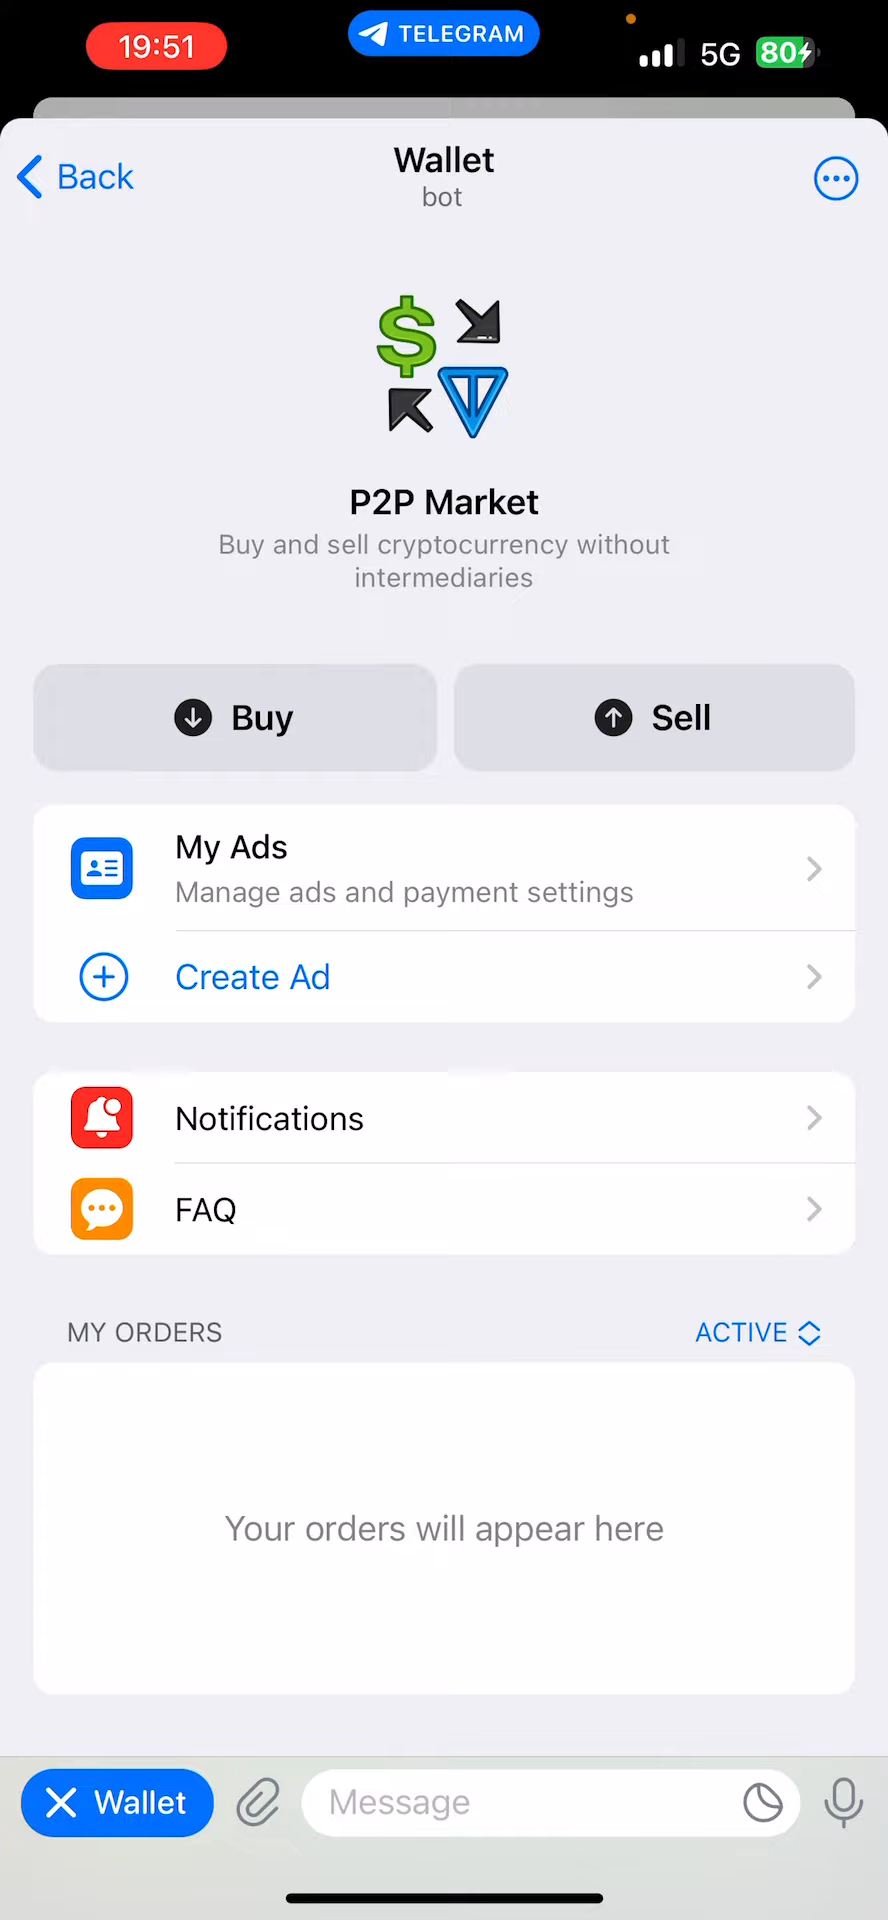 19:51
TELEGRAM
5G
80
Back
Wallet
bot
P2P Market
Buy and sell cryptocurrency without
intermediaries
Buy
Sell
My Ads
Manage ads and payment settings
Create Ad
Notifications
FAQ
MY ORDERS
ACTIVE
Your orders will appear here
Wallet
Message